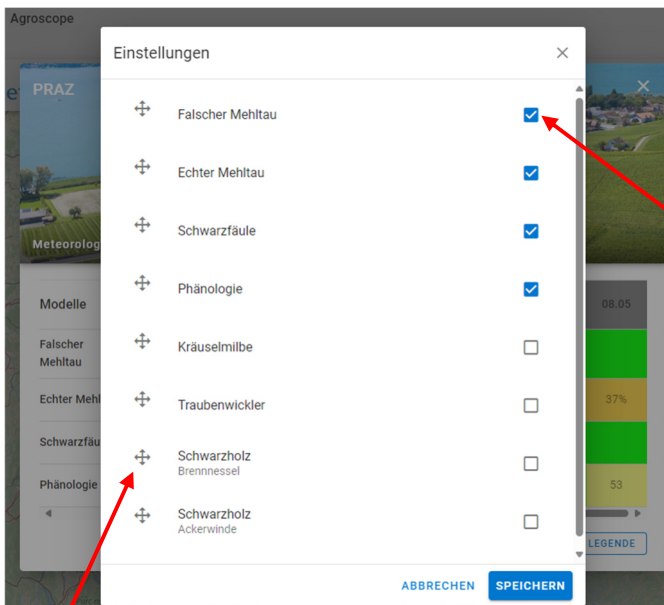 Agroscope
Einstellungen
PRAZ
Falscher Mehltau
Echter Mehltau
Schwarzfäule
Meteorolog
Phänologie
Modelle
08.05
Falscher
Mehltau
Kräuselmilbe
Echter Mehl
Traubenwickler
37%
Schwarzfäu
Schwarzholz
Brennnessel
Phänologie
53
Schwarzholz
Ackerwinde
LEGENDE
ABBRECHEN
SPEICHERN